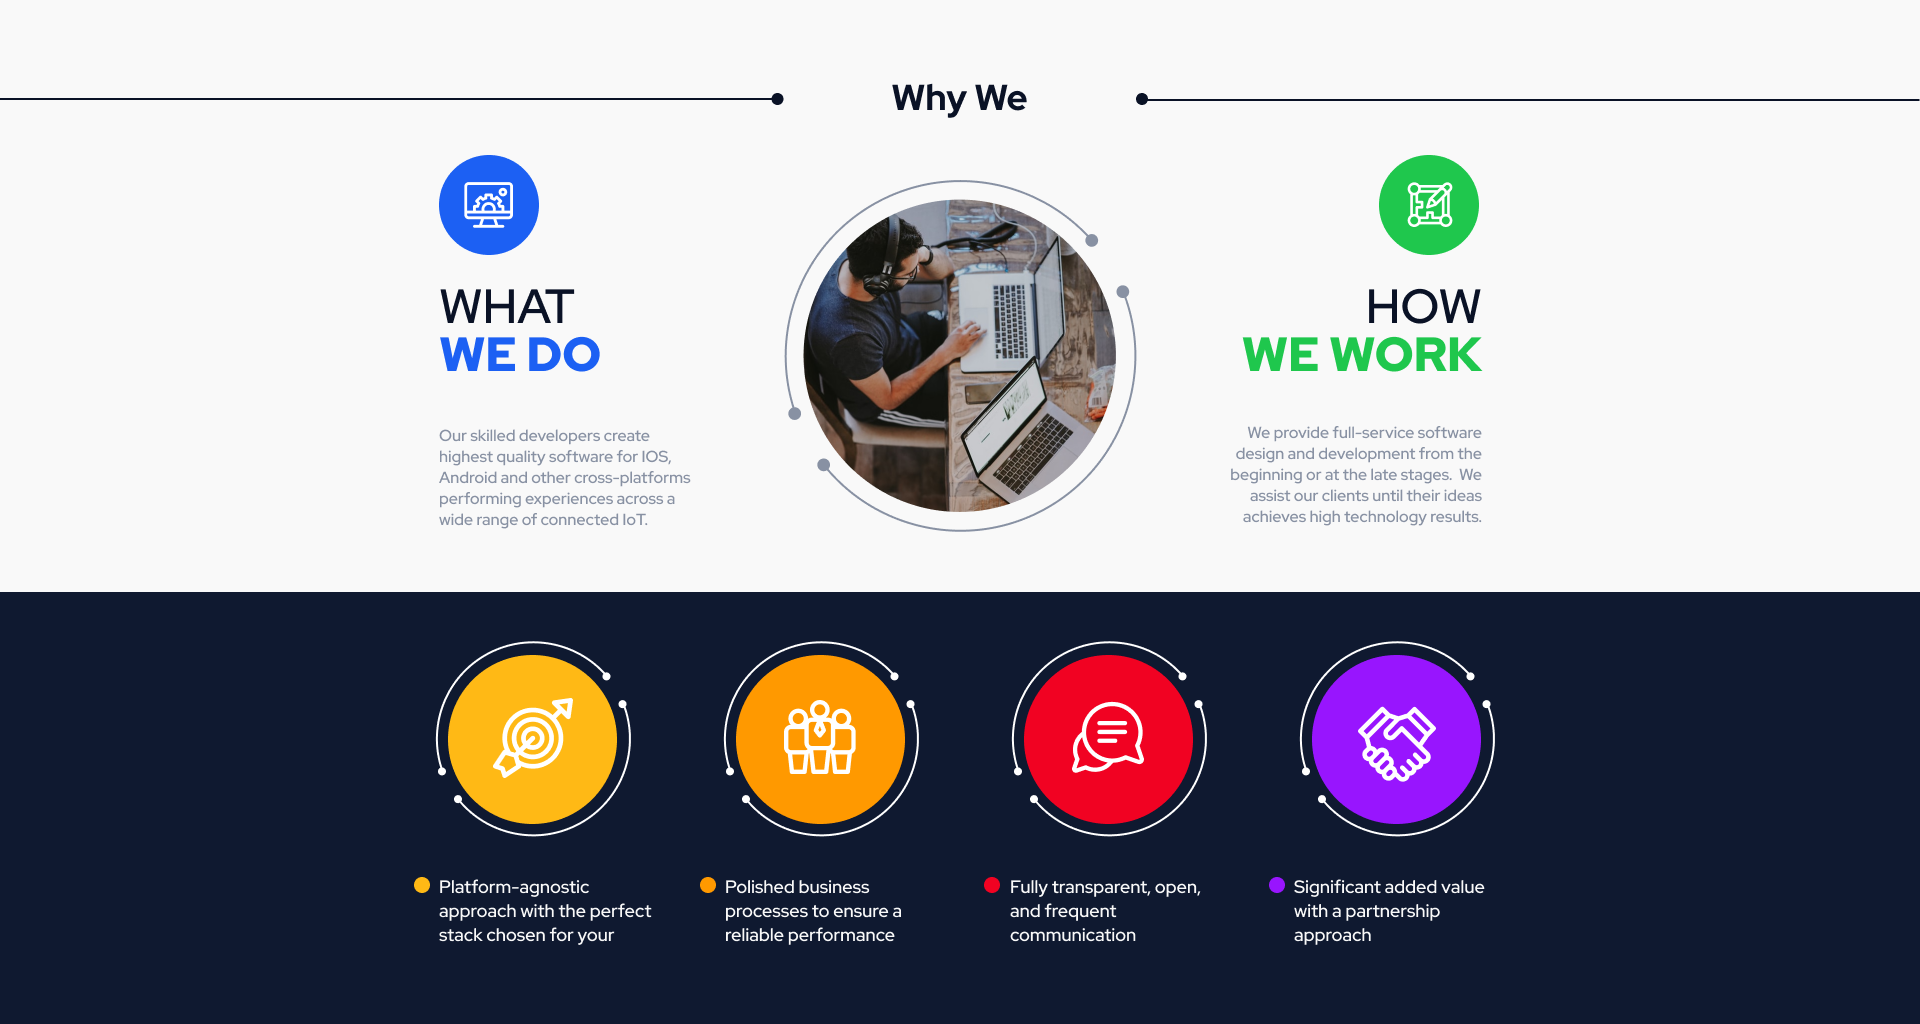 Why We
WHAT
WE DO
Our skilled developers create
highest quality software for IOS,
Android and other cross-platforms
performing experiences across a
wide range of connected IoT.
HOW
WE WORK
We provide full-service software
design and development from the
beginning or at the late stages.  We
assist our clients until their ideas
achieves high technology results.
Platform-agnostic
approach with the perfect
stack chosen for your
Polished business
processes to ensure a
reliable performance
Fully transparent, open,
and frequent
communication
Significant added value
with a partnership
approach